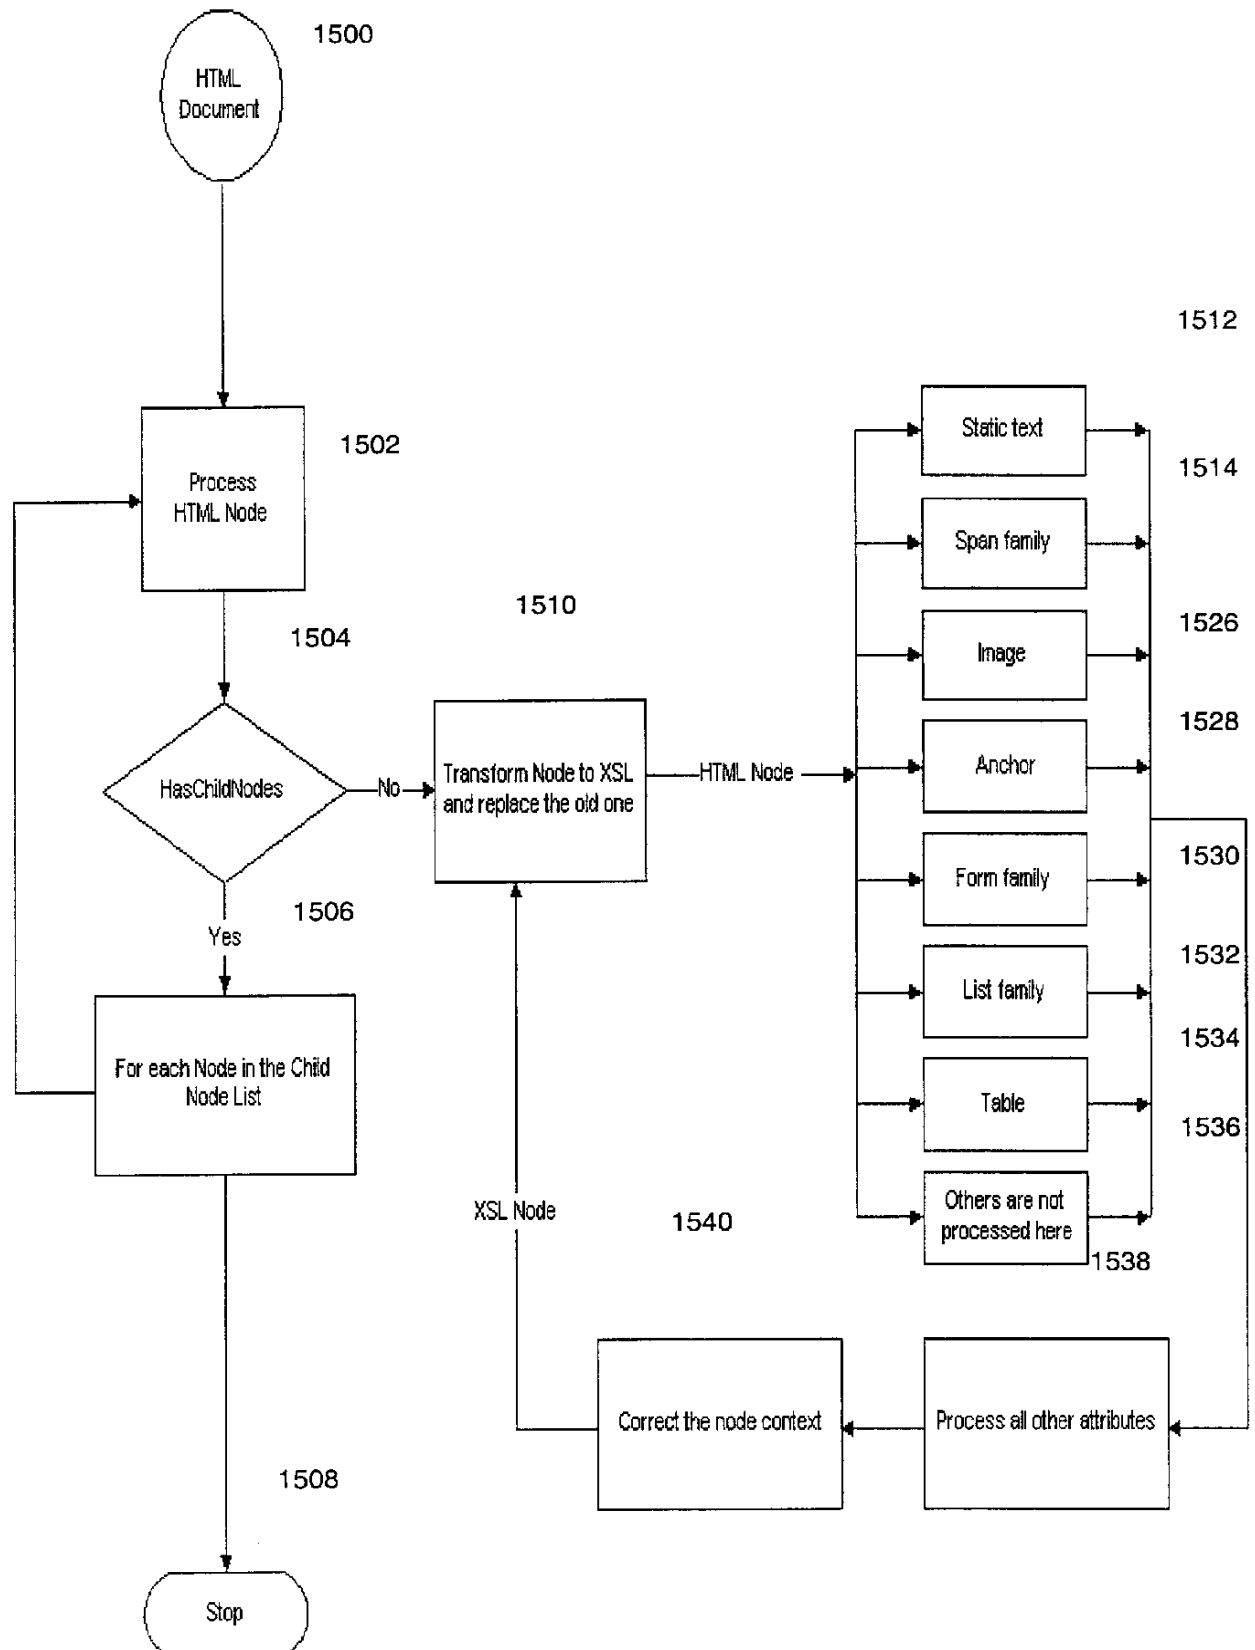 1500
HTML
Document
1512
1502
Static text
1514
Process
HTML Node
Span family
1510
1504
1526
Image
1528
HasChildNodes
No
Transform Node to XSL
and replace the old one
HTML Node
Anchor
1530
Form family
1506
Yes
1532
List family
1534
For each Node in the Child
Node List
Table
1536
XSL Node
1540
Others are not
processed here
1538
Correct the node context
Process all other attributes
1508
Stop